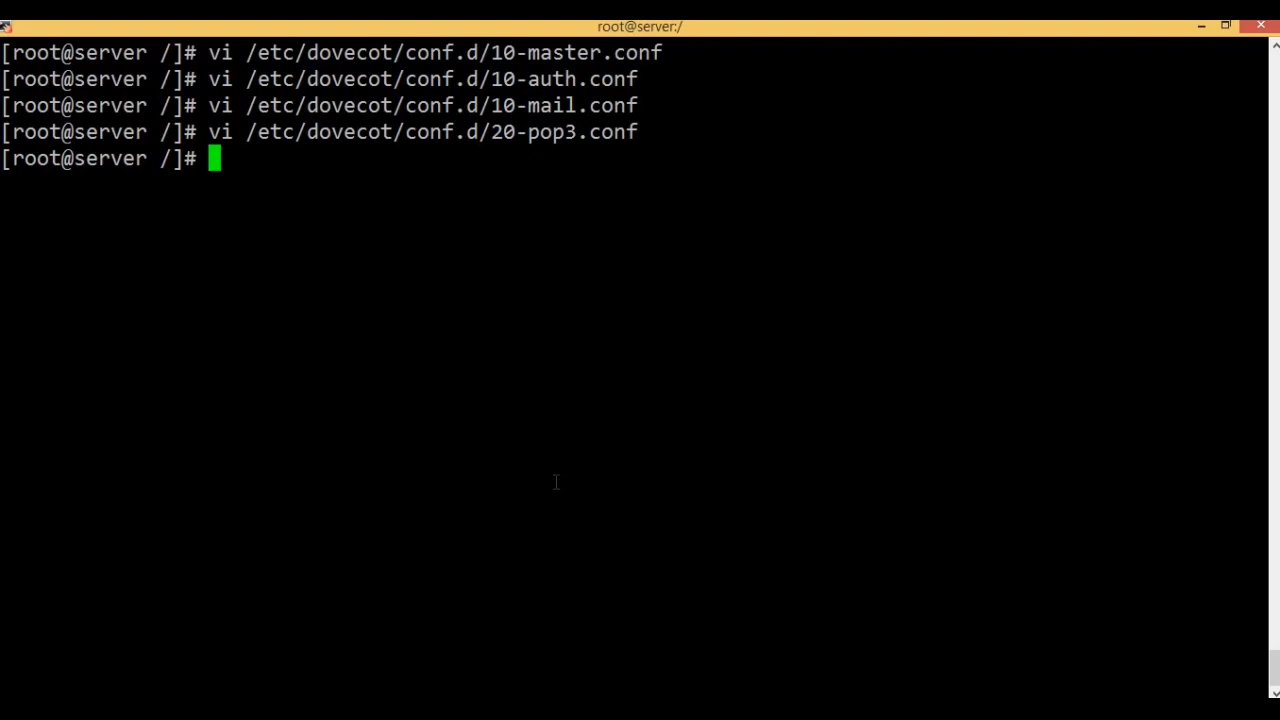 root@server:/
[root@server /]# vi /etc/dovecot/conf.d/10-master.conf
[root@server /]# vi /etc/dovecot/conf.d/10-auth.conf
[root@server /]# vi /etc/dovecot/conf.d/10-mail.conf
[root@server /]# vi /etc/dovecot/conf.d/20-pop3.conf
[root@server /]#